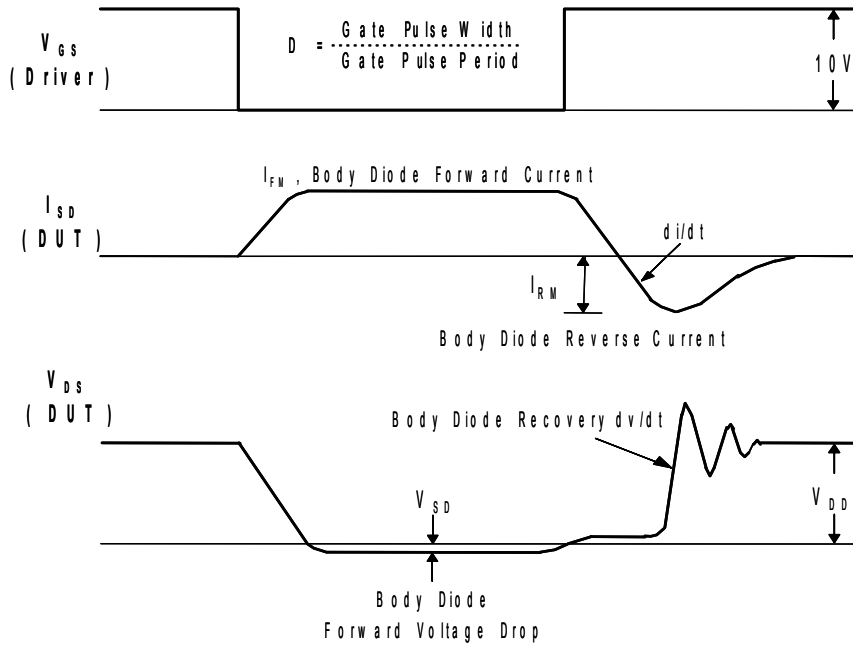 V_GS
(Driver)
D = Gate Pulse Width
Gate Pulse Period
10V
I_FM, Body Diode Forward Current
I_SD
(DUT)
di/dt
I_RM
Body Diode Reverse Current
V_DS
(DUT)
Body Diode Recovery dv/dt
V_SD
V_DD
Body Diode
Forward Voltage Drop